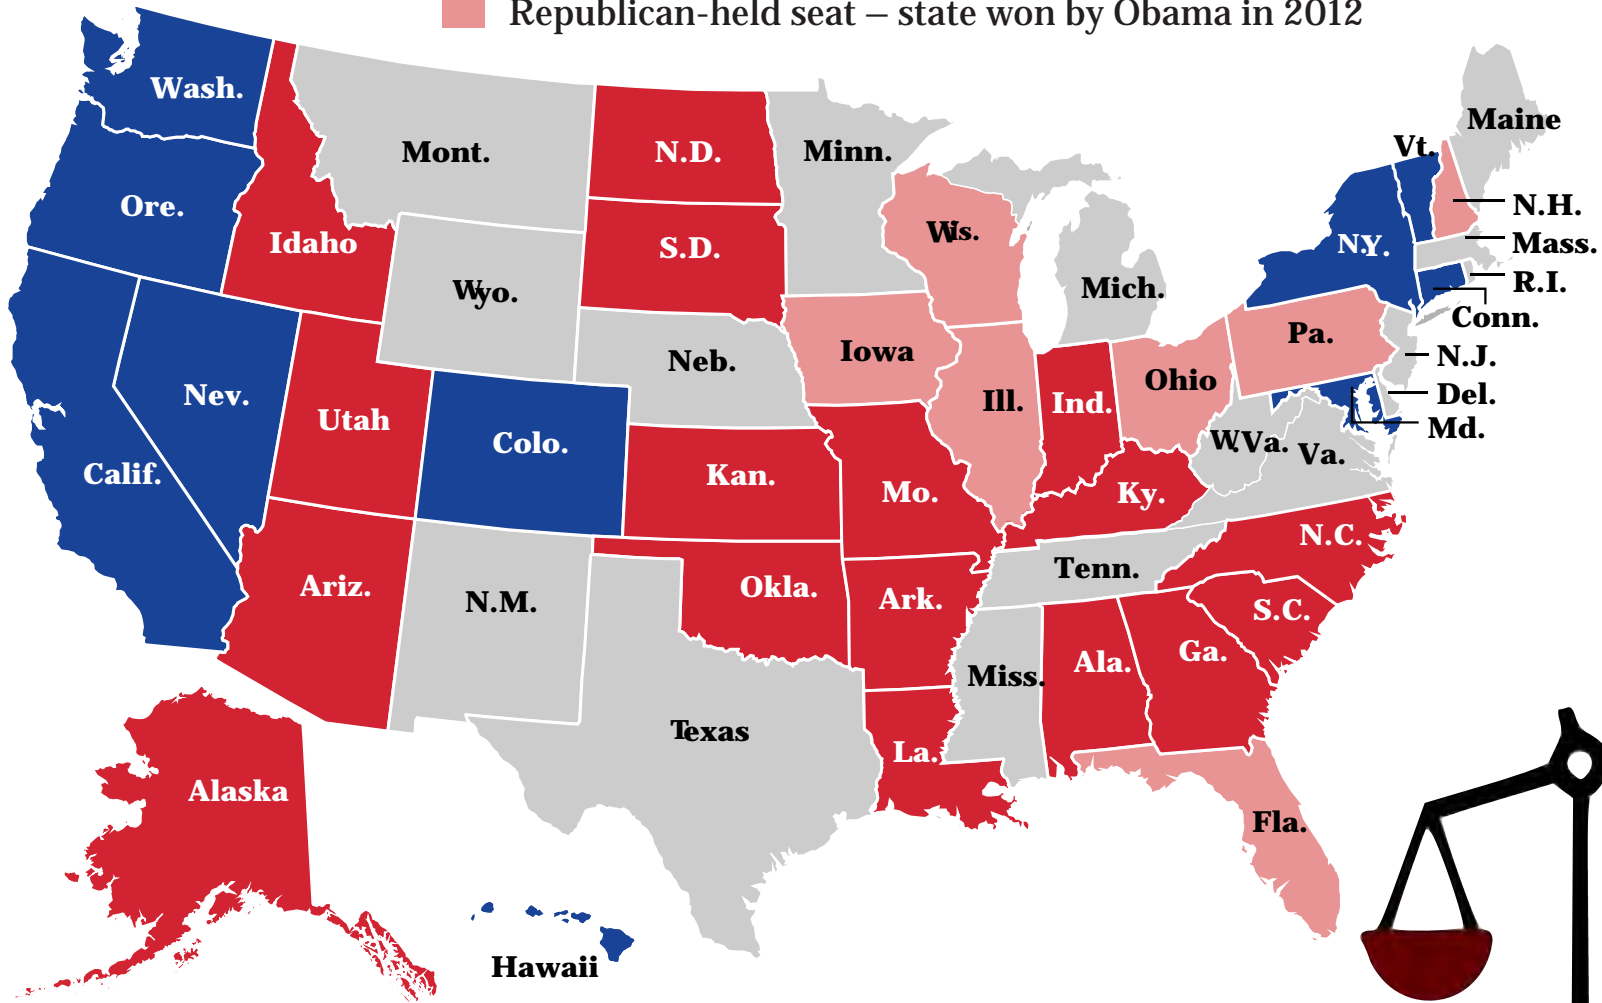 Republican-held seat – state won by Obama in 2012
Maine
Wash.
Vt.
Mont.
N.D.
Minn.
Ore.
N.H.
Wis.
Idaho
S.D.
N.Y.
Mass.
R.I.
Wyo.
Mich.
Conn.
Pa.
Iowa
N.J.
Neb.
Ohio
Nev.
Del.
Ill.
Ind.
Utah
Md.
Colo.
W.Va.
Va.
Calif.
Kan.
Mo.
Ky.
N.C.
Tenn.
Ariz.
Okla.
N.M.
Ark.
S.C.
Ga.
Ala.
Miss.
Texas
La.
Alaska
Fla.
Hawaii